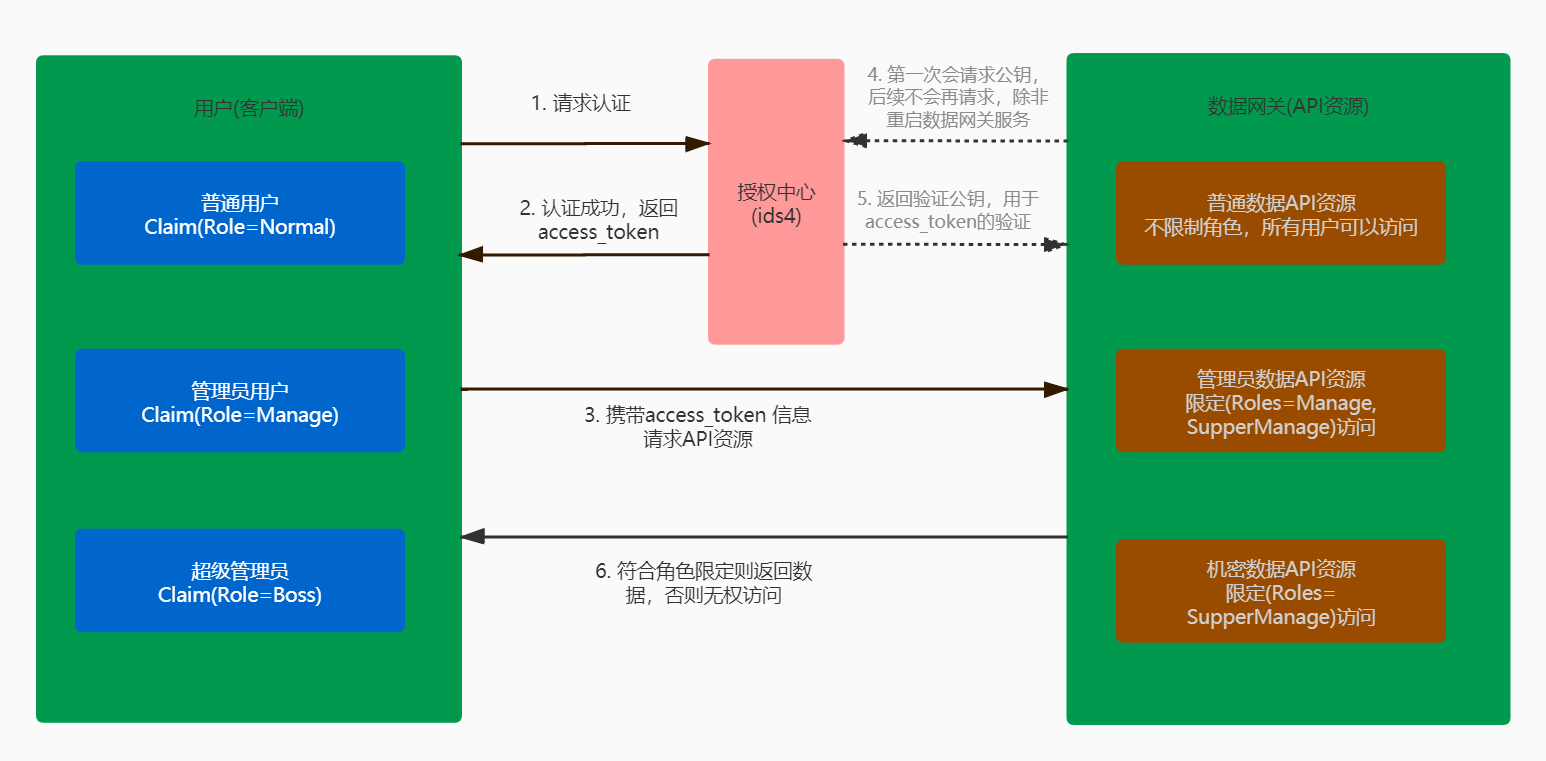 用户(客户端)
普通用户
Claim(Role=Normal)
管理员用户
Claim(Role=Manage)
超级管理员
Claim(Role=Boss)
1. 请求认证
2. 认证成功，返回
access_token
授权中心
(ids4)
4. 第一次会请求公钥，
后续不会再请求，除非
重启数据网关服务
5. 返回验证公钥，用于
access_token的验证
3. 携带access_token 信息
请求API资源
6. 符合角色限定则返回数
据，否则无权访问
数据网关(API资源)
普通数据API资源
不限制角色，所有用户可以访问
管理员数据API资源
限定(Roles=Manage,
SupperManage)访问
机密数据API资源
限定(Roles=
SupperManage)访问